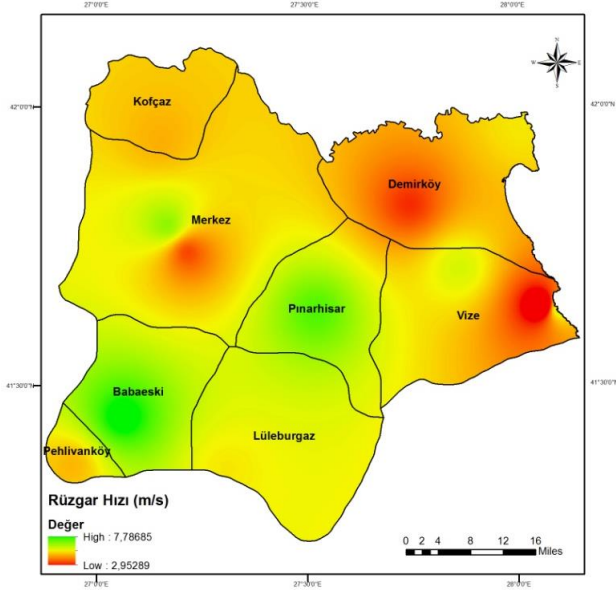 27°0'0"E 27°30'0"E 28°0'0"E
N
W E
S
42°0'0"N 42°0'0"N
Kofçaz
Demirköy
Merkez
Pınarhisar
Vize
41°30'0"N 41°30'0"N
Babaeski
Lüleburgaz
Pehlivanköy
Rüzgar Hızı (m/s)
Değer
High : 7,78685
Low : 2,95289
0 2 4 8 12 16
Miles
27°0'0"E 27°30'0"E 28°0'0"E